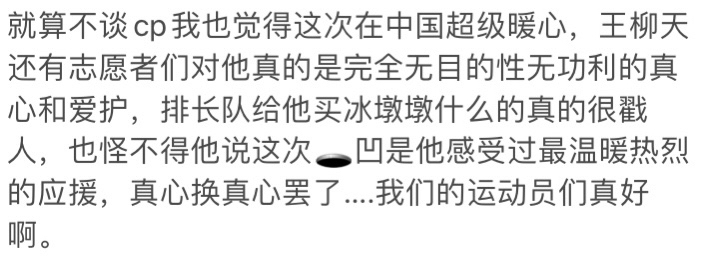 就算不谈cp我也觉得这次在中国超级暖心，王柳天
还有志愿者们对他真的是完全无目的性无功利的真
心和爱护，排长队给他买冰墩墩什么的真的很戳
人，也怪不得他说这次🕳凹是他感受过最温暖热烈
的应援，真心换真心罢了....我们的运动员们真好
啊。